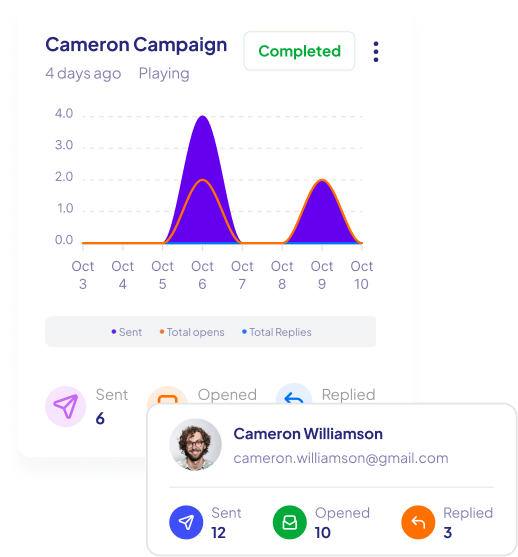 Cameron Campaign
Completed
4 days ago Playing
4.0
3.0
2.0
1.0
0.0
Oct Oct Oct Oct Oct Oct Oct Oct
3 4 5 6 7 8 9 10
Sent Total opens Total Replies
Sent Opened Replied
6
Cameron Williamson
cameron.williamson@gmail.com
Sent Opened Replied
12 10 3